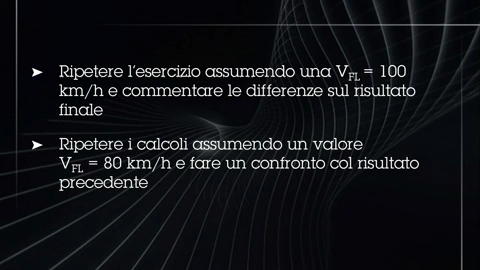 ➤ Ripetere l'esercizio assumendo una V_FL = 100
km/h e commentare le differenze sul risultato
finale
➤ Ripetere i calcoli assumendo un valore
V_FL = 80 km/h e fare un confronto col risultato
precedente